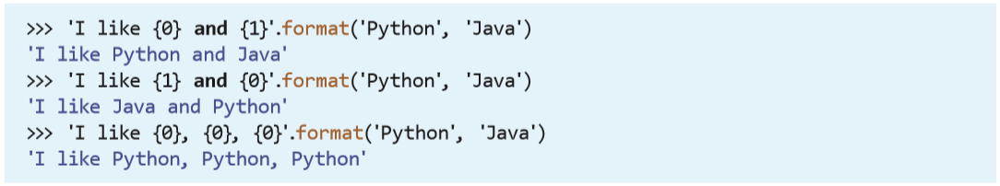 >>> 'I like {0} and {1}'.format('Python', 'Java')
'I like Python and Java'
>>> 'I like {1} and {0}'.format('Python', 'Java')
'I like Java and Python'
>>> 'I like {0}, {0}, {0}'.format('Python', 'Java')
'I like Python, Python, Python'